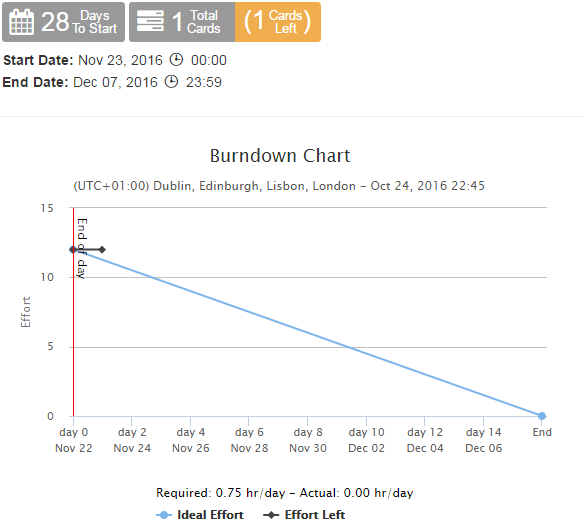 28 Days To Start
1 Total Cards
(1 Cards Left)
Start Date: Nov 23, 2016 00:00
End Date: Dec 07, 2016 23:59
Burndown Chart
(UTC+01:00) Dublin, Edinburgh, Lisbon, London - Oct 24, 2016 22:45
15
10
5
0
Effort
End of day
day 0 day 2 day 4 day 6 day 8 day 10 day 12 day 14 End
Nov 22 Nov 24 Nov 26 Nov 28 Nov 30 Dec 02 Dec 04 Dec 06
Required: 0.75 hr/day - Actual: 0.00 hr/day
Ideal Effort Effort Left